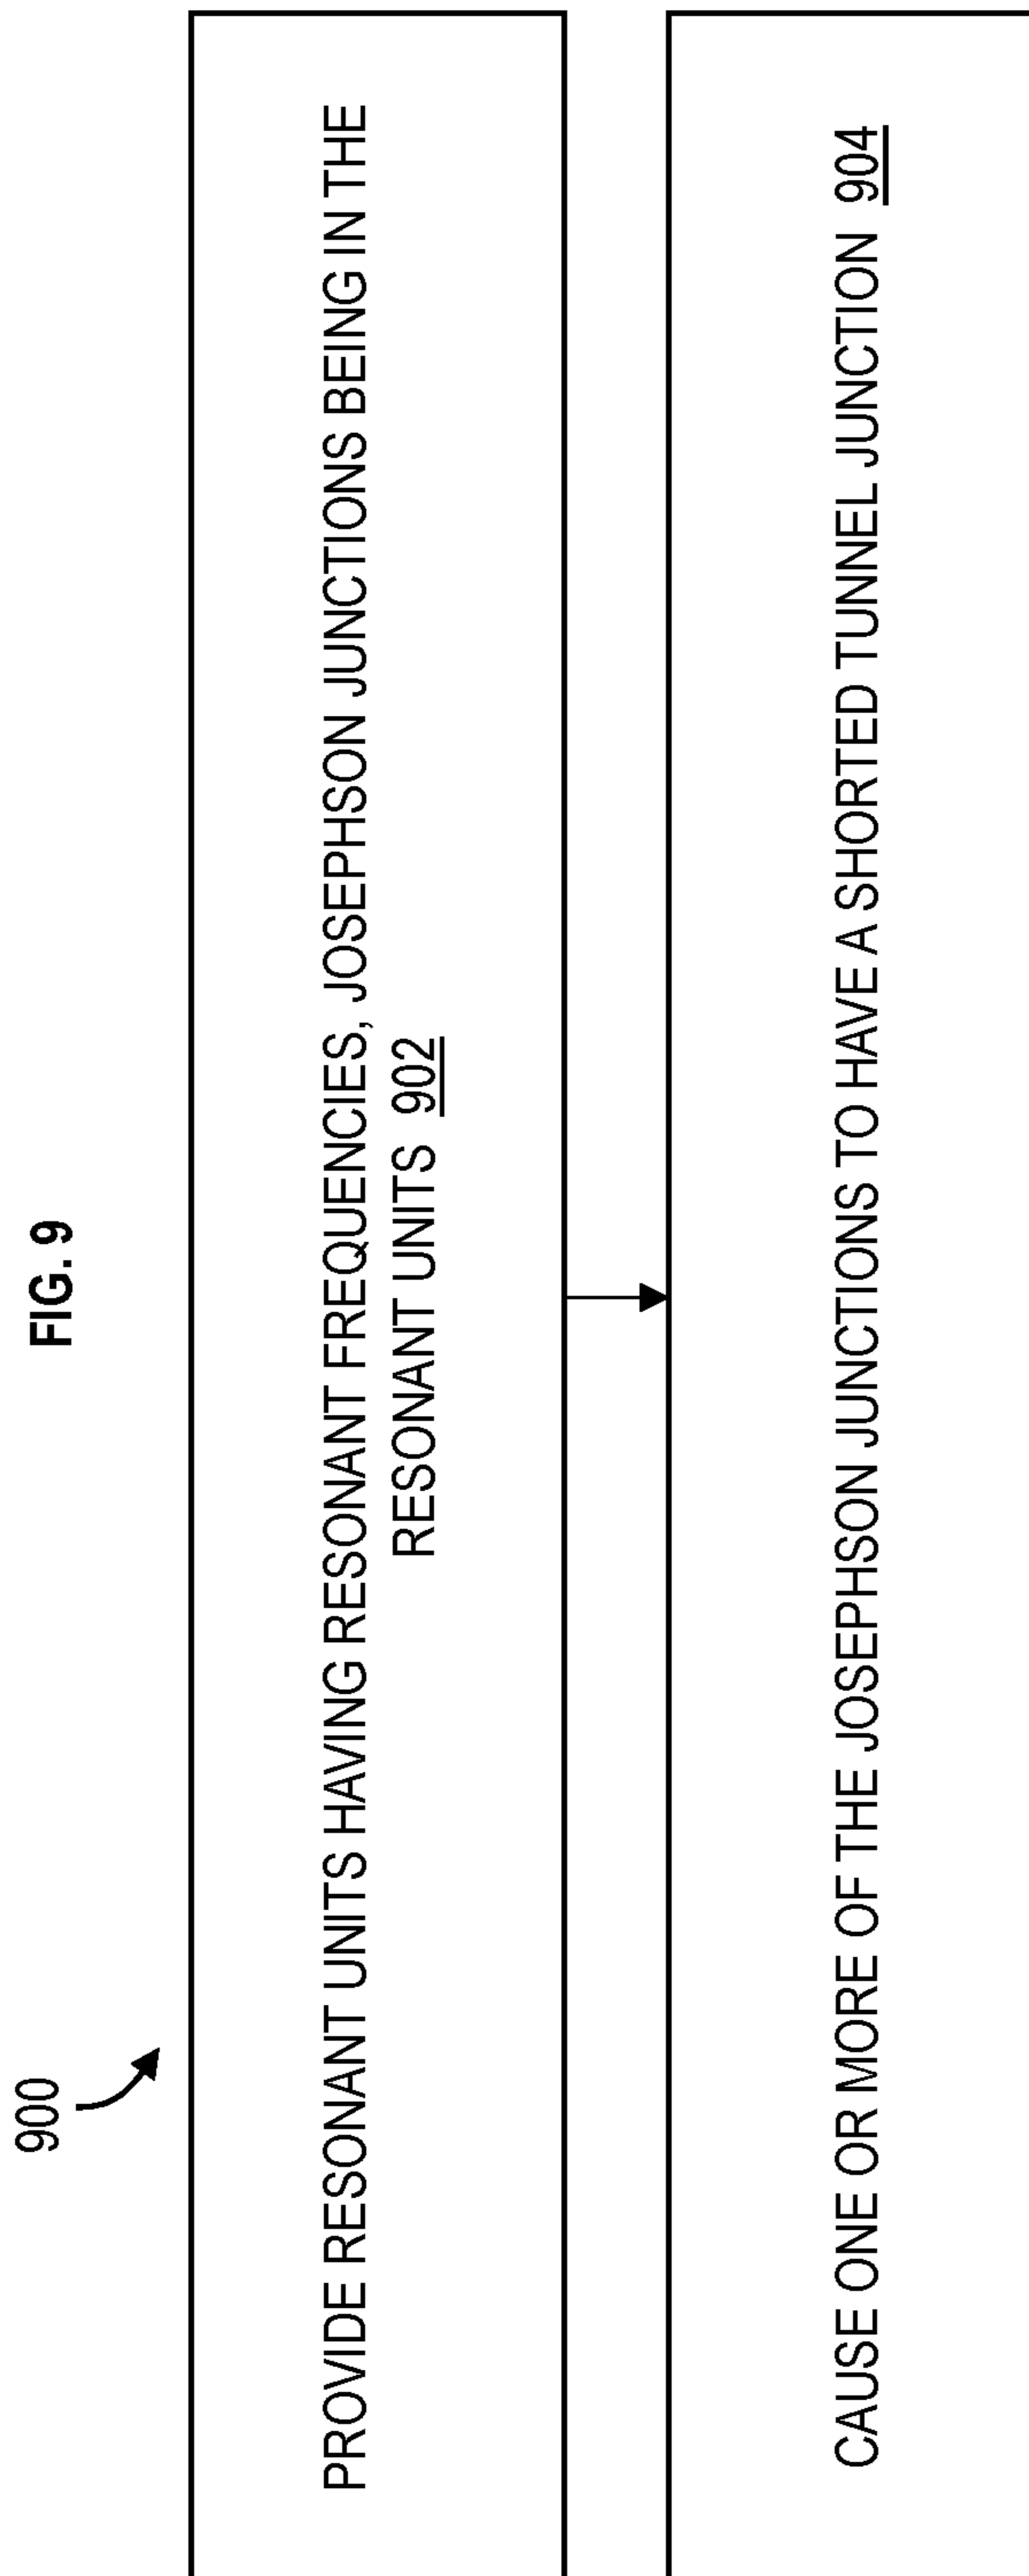 FIG. 9
900
PROVIDE RESONANT UNITS HAVING RESONANT FREQUENCIES, JOSEPHSON JUNCTIONS BEING IN THE
RESONANT UNITS 902
CAUSE ONE OR MORE OF THE JOSEPHSON JUNCTIONS TO HAVE A SHORTED TUNNEL JUNCTION 904